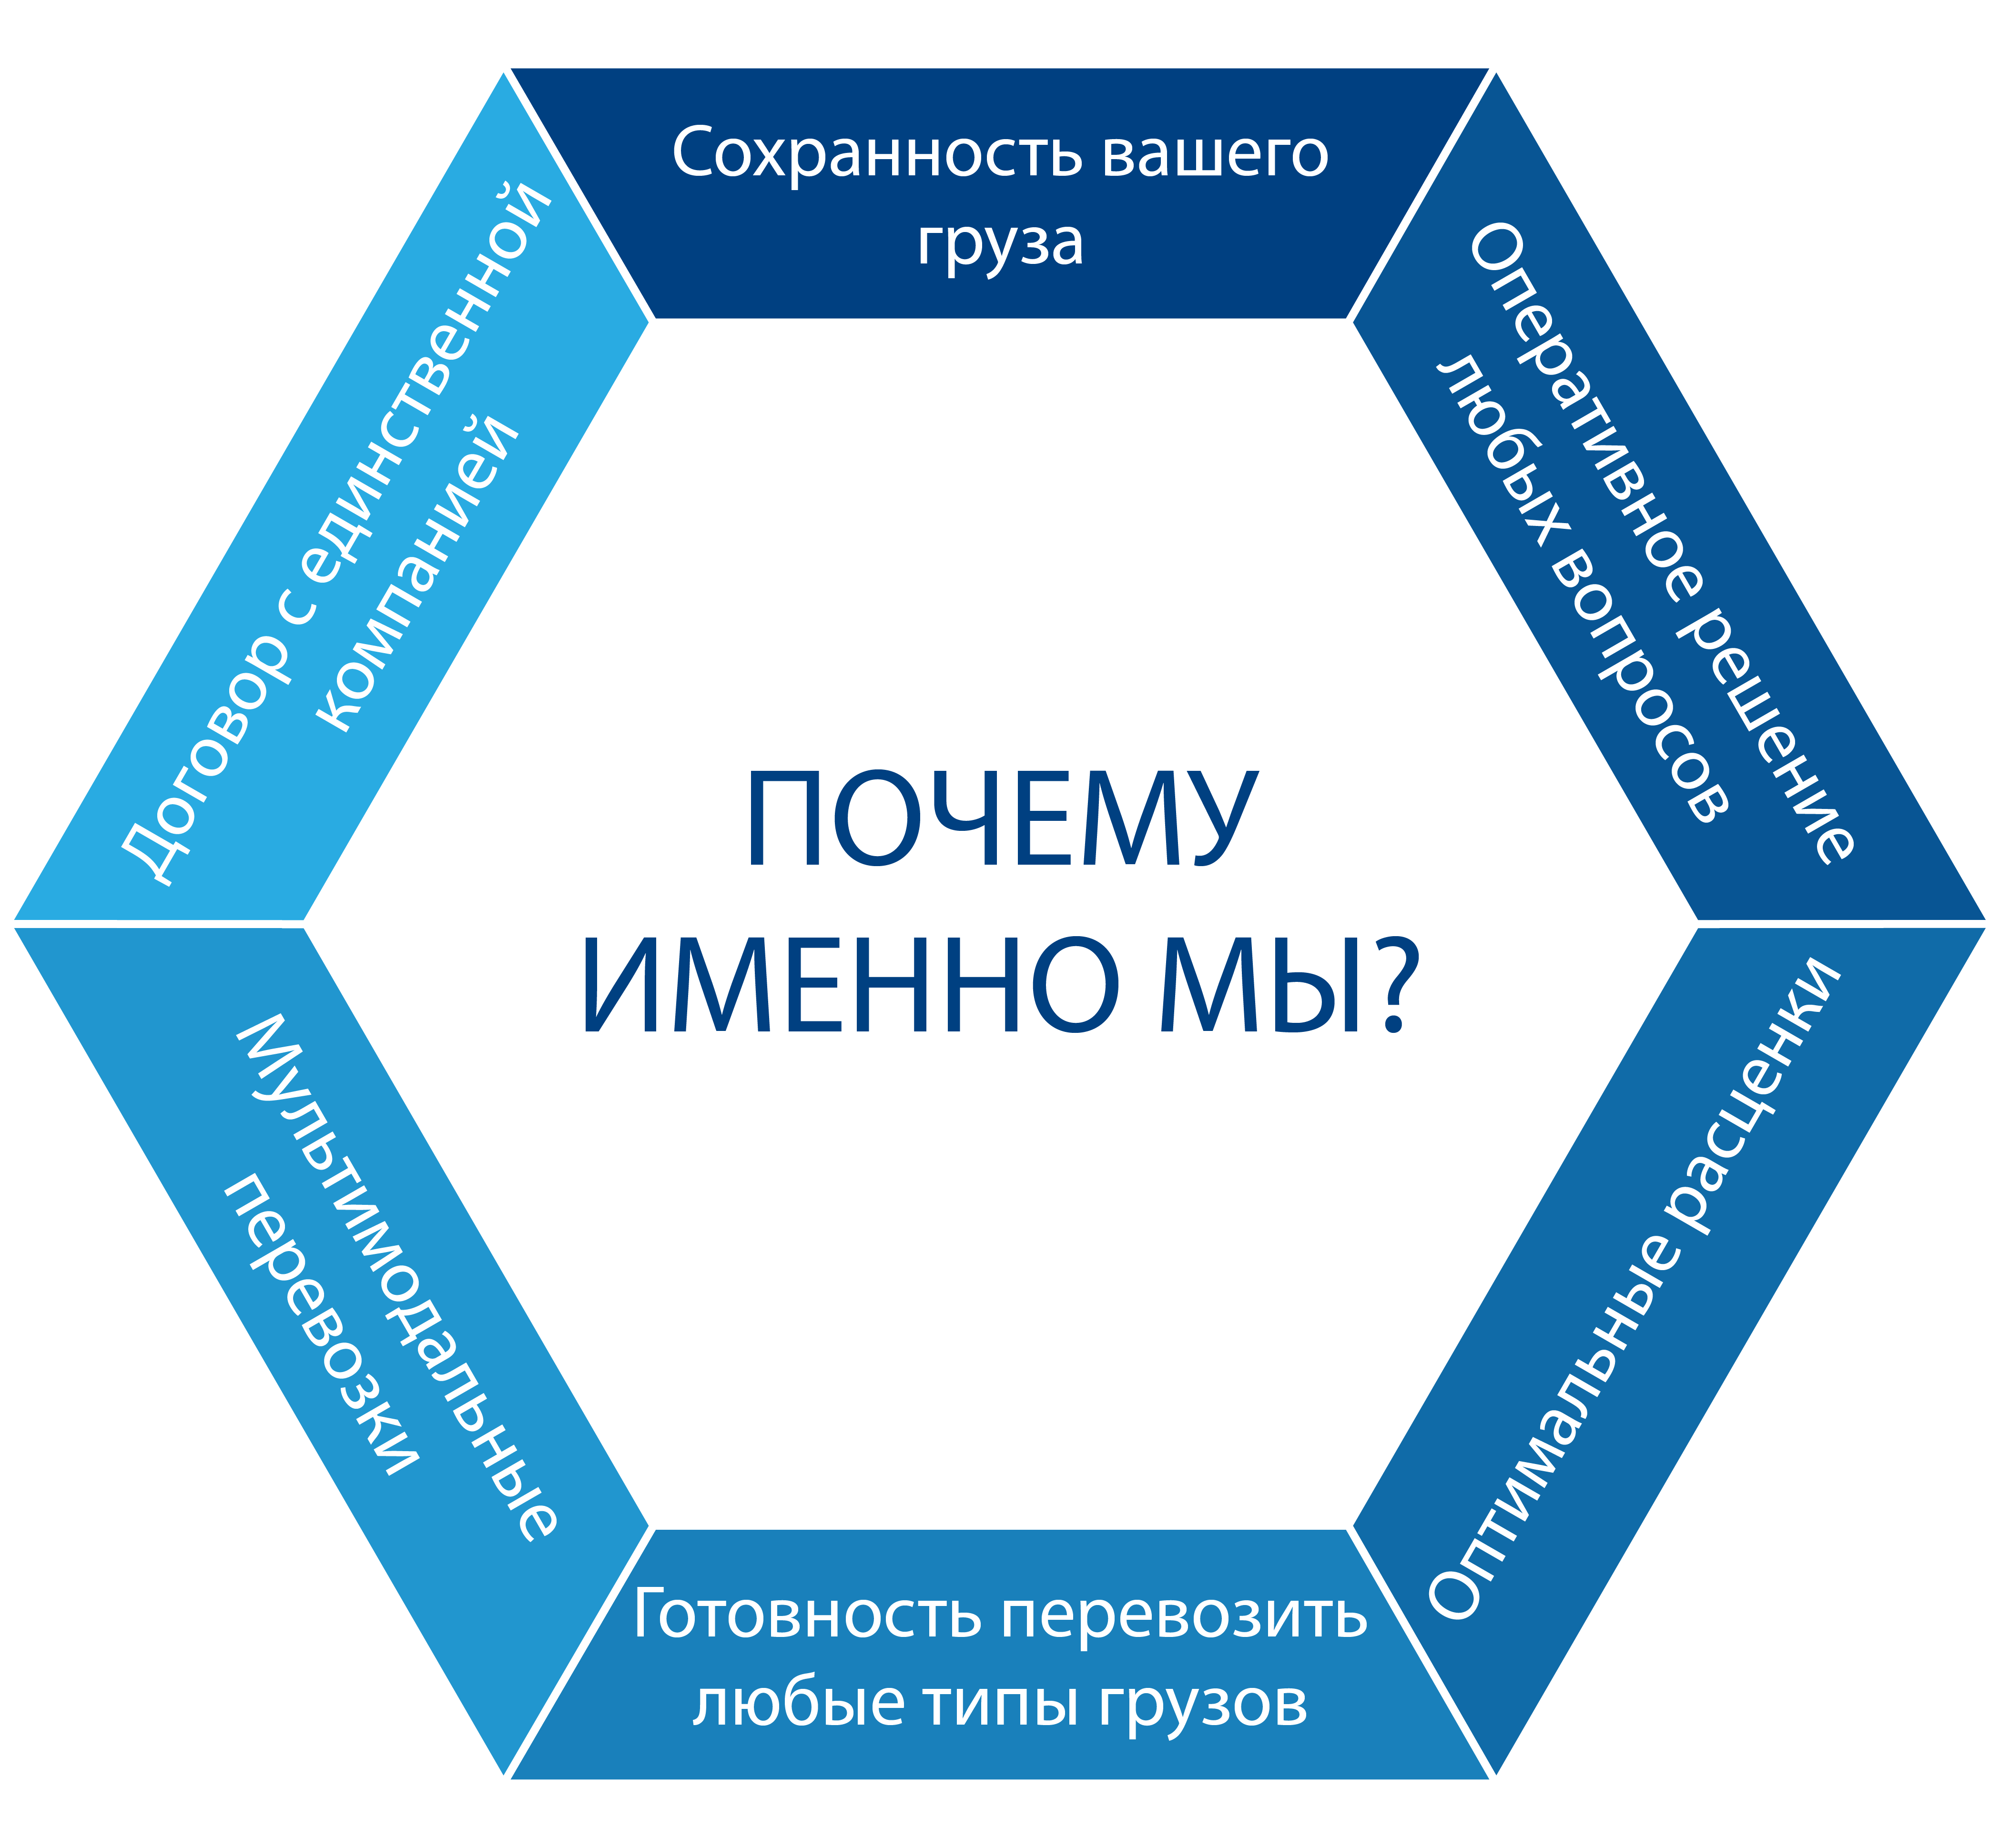 Сохранность вашего
груза
Оперативное решение
любых вопросов
Оптимальные расценки
Готовность перевозить
любые типы грузов
Мультимодальные
перевозки
Договор с единственной
компанией
ПОЧЕМУ
ИМЕННО МЫ?